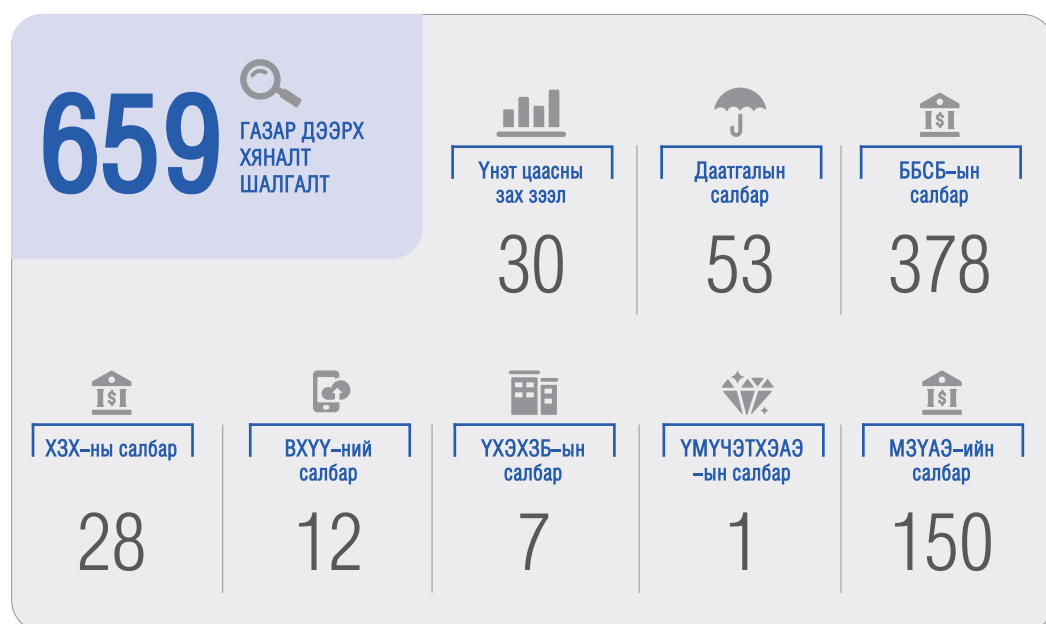 659
ГАЗАР ДЭЭРХ
ХЯНАЛТ
ШАЛГАЛТ
Үнэт цаасны
зах зээл
30
Даатгалын
салбар
53
ББСБ–ын
салбар
378
ХЗХ–ны салбар
28
ВХҮҮ–ний
салбар
12
ҮХЭХЗБ–ын
салбар
7
ҮМҮЧЭТХЭАЭ
–ын салбар
1
МЗҮАЭ–ийн
салбар
150